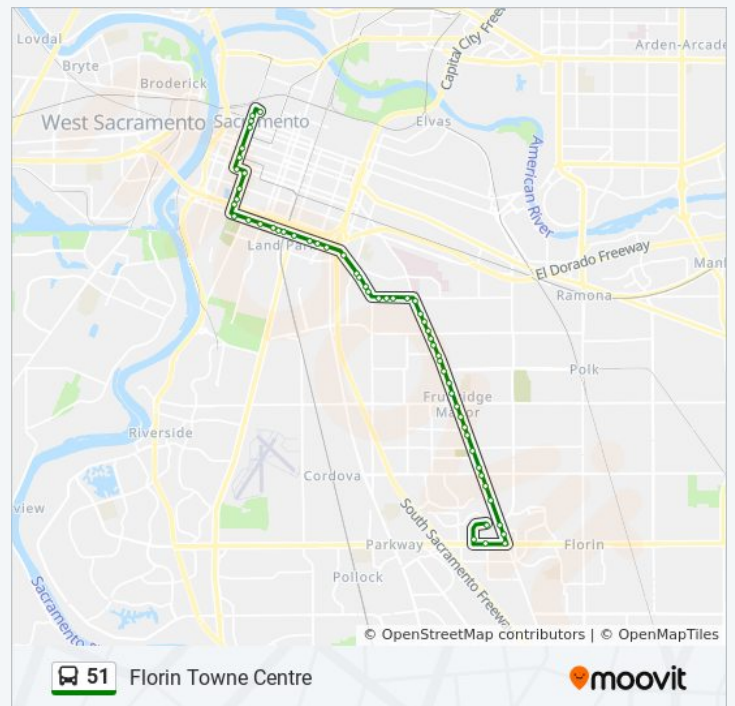 Lovdal
Bryte
Broderick
Capital City Free
Arden-Arcade
West Sacramento
Sacramento
Elvas
American River
Land Park
El Dorado Freeway
Man
Ramona
Polk
Fruitridge
Manor
Riverside
Cordova
view
South Sacramento Freeway
Parkway
Florin
Pollock
Sacramento
© OpenStreetMap contributors | © OpenMapTiles
51 Florin Towne Centre
moovit